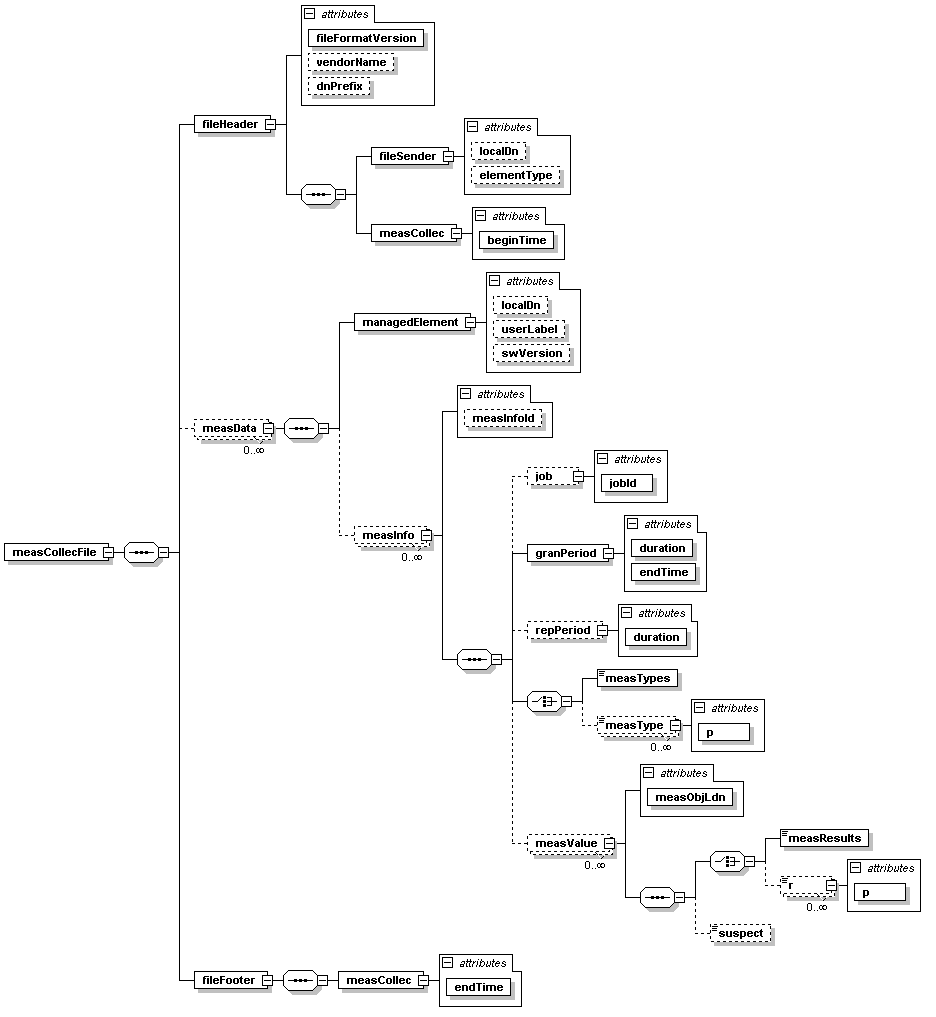 attributes
fileFormatVersion
vendorName
dnPrefix
fileHeader
attributes
fileSender
localDn
elementType
attributes
measCollec
beginTime
attributes
localDn
managedElement
userLabel
swVersion
attributes
measInfoId
measData
0..∞
attributes
job
jobId
attributes
measInfo
0..∞
granPeriod
duration
endTime
measCollecFile
attributes
repPeriod
duration
measTypes
attributes
measType
p
0..∞
attributes
measObjLdn
measValue
0..∞
measResults
attributes
r
p
0..∞
suspect
attributes
fileFooter
measCollec
endTime